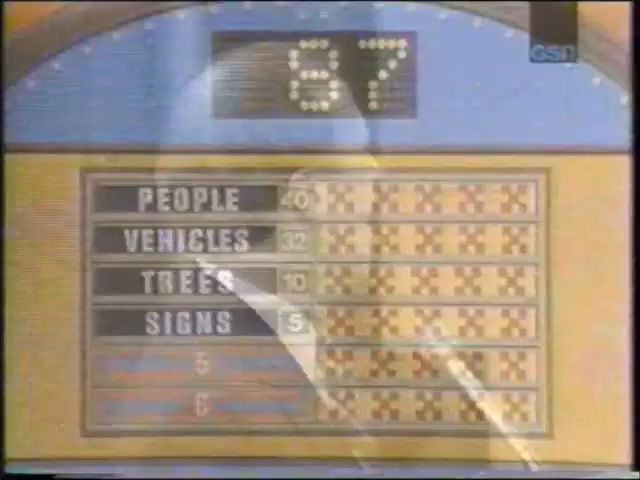 87
GSN
PEOPLE 40
VEHICLES 32
TREES 10
SIGNS 5
5
6